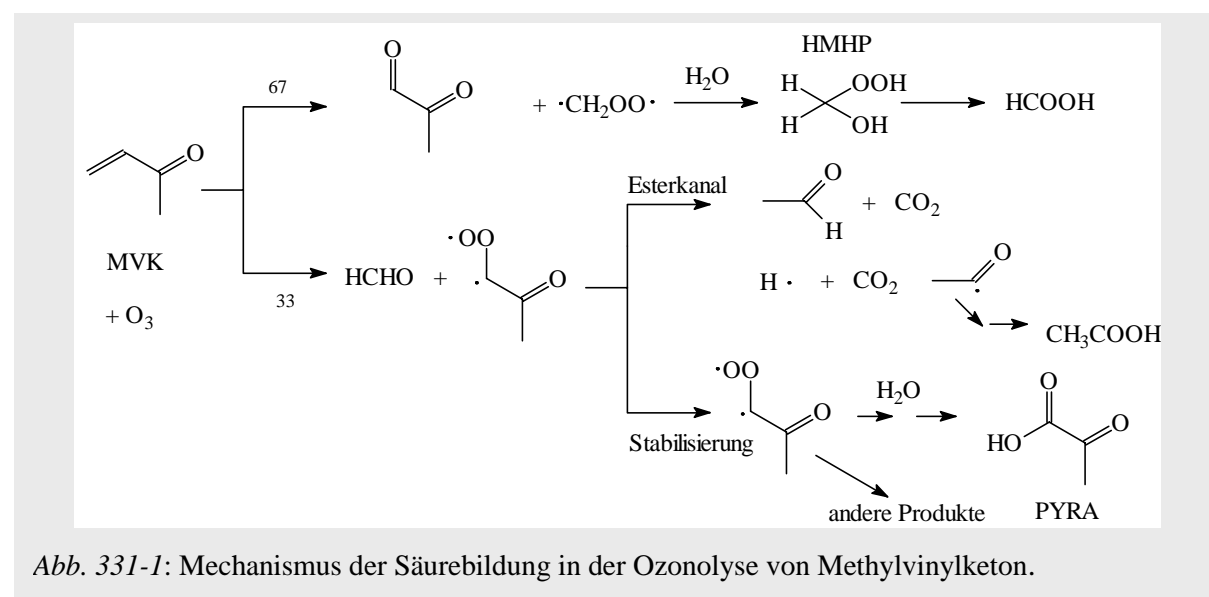 HMHP
O
67
O
+ ·CH₂OO·
H₂O
H
OOH
H
OH
HCOOH
O
MVK
+ O₃
33
HCHO +
·OO
·
O
Esterkanal
O
H
+ CO₂
H · + CO₂
O
·
CH₃COOH
Stabilisierung
·OO
·
O
H₂O
andere Produkte
O
HO
O
PYRA
Abb. 331-1: Mechanismus der Säurebildung in der Ozonolyse von Methylvinylketon.